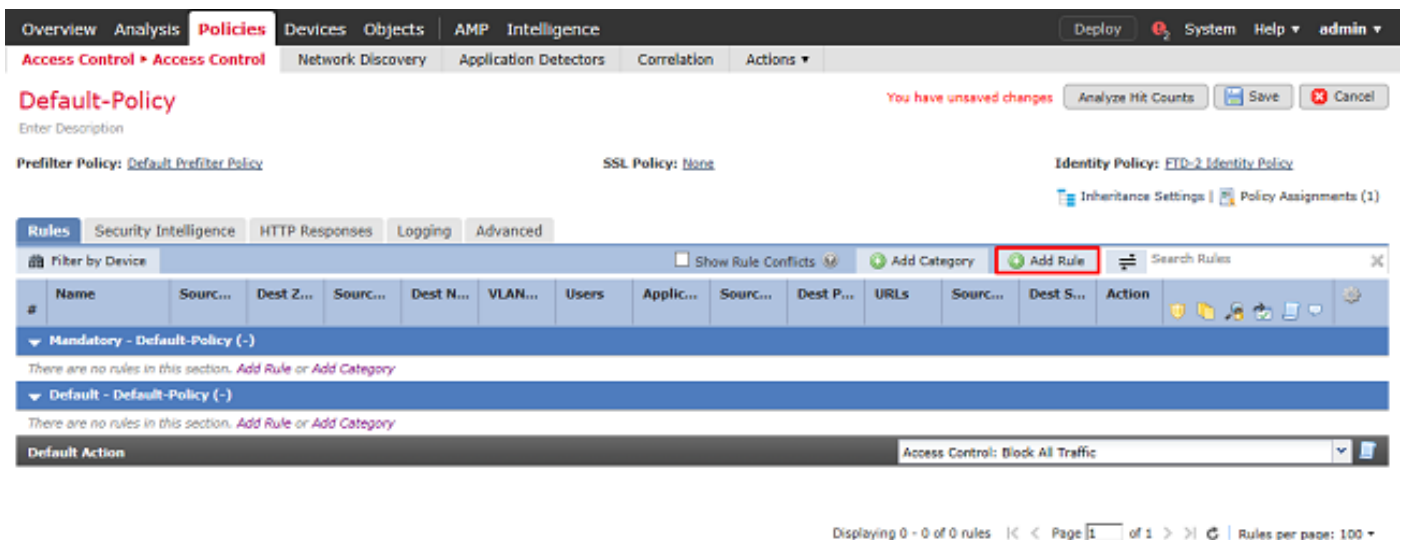 Overview Analysis Policies Devices Objects AMP Intelligence Deploy 2 System Help ▾ admin ▾
Access Control ▸ Access Control Network Discovery Application Detectors Correlation Actions ▾
Default-Policy You have unsaved changes Analyze Hit Counts Save Cancel
Enter Description
Prefilter Policy: Default Prefilter Policy SSL Policy: None Identity Policy: FTD-2 Identity Policy
Inheritance Settings | Policy Assignments (1)
Rules Security Intelligence HTTP Responses Logging Advanced
Filter by Device Show Rule Conflicts Add Category Add Rule Search Rules
# Name Sourc... Dest Z... Sourc... Dest N... VLAN... Users Applic... Sourc... Dest P... URLs Sourc... Dest S... Action
Mandatory - Default-Policy (-)
There are no rules in this section. Add Rule or Add Category
Default - Default-Policy (-)
There are no rules in this section. Add Rule or Add Category
Default Action Access Control: Block All Traffic
Displaying 0 - 0 of 0 rules |< < Page 1 of 1 > >| Rules per page: 100 ▾